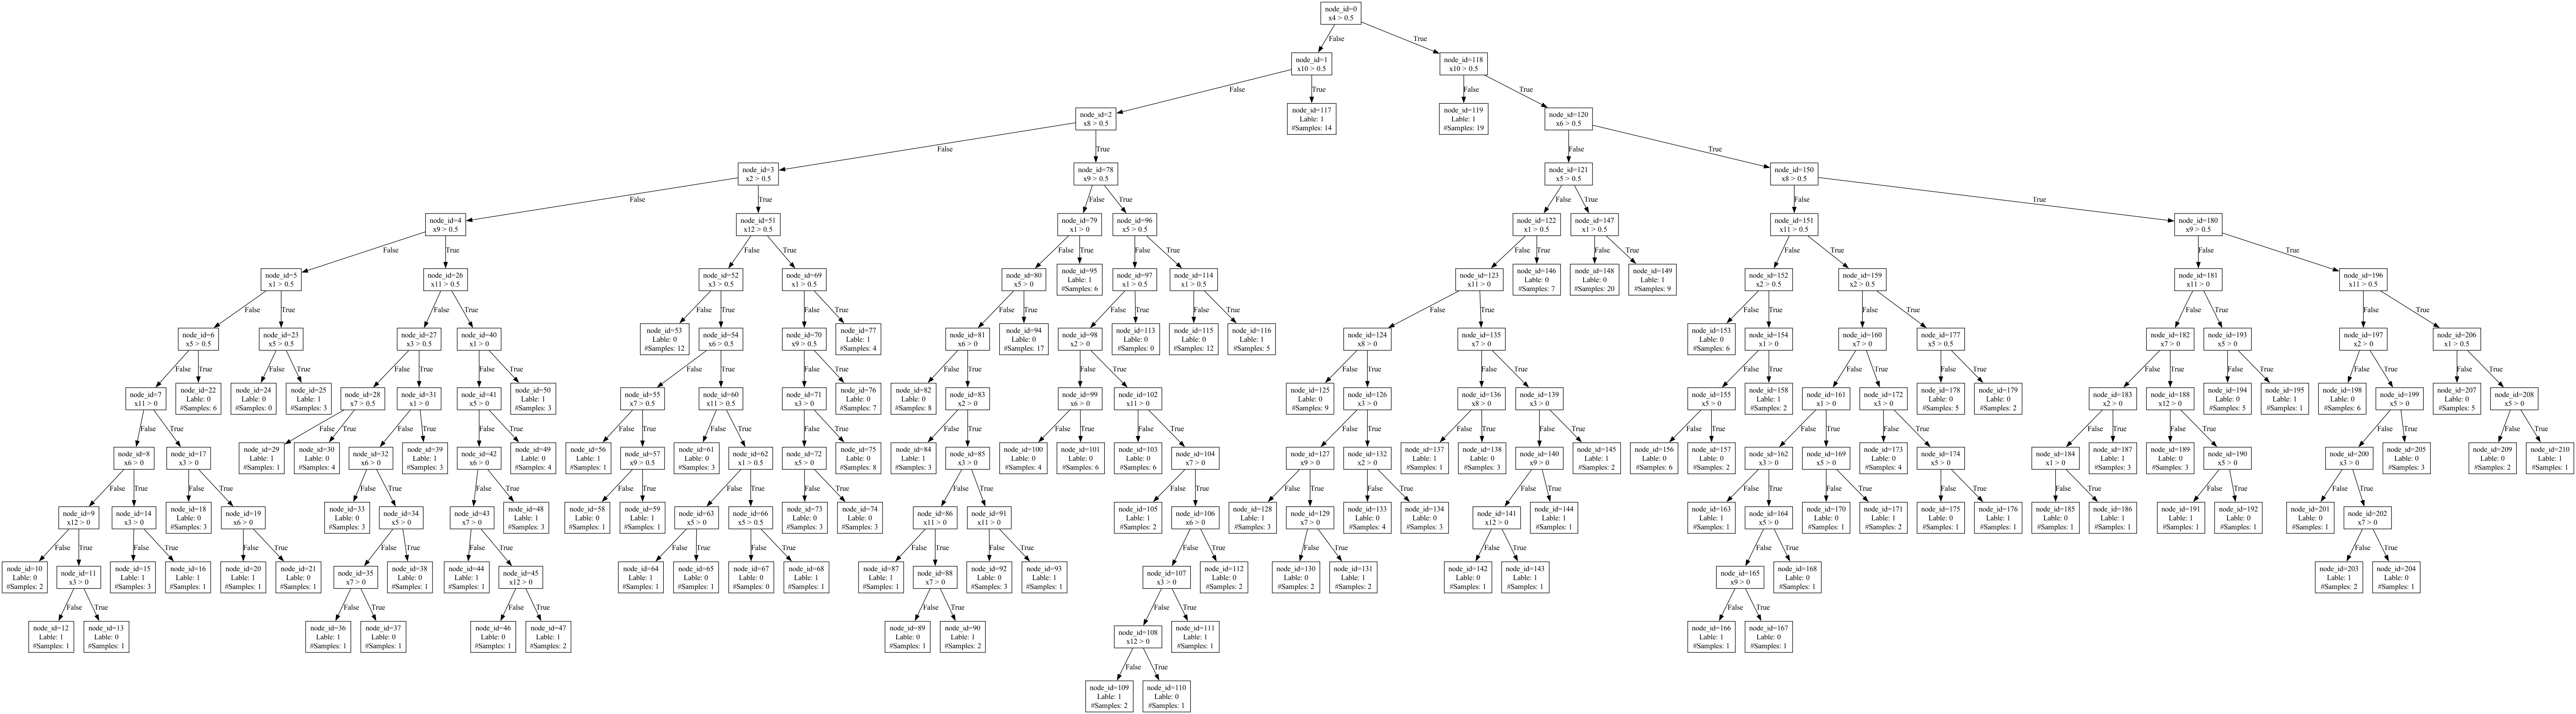 node_id=0
x4 > 0.5
False
True
node_id=1
x10 > 0.5
node_id=118
x10 > 0.5
False
True
False
True
node_id=2
x8 > 0.5
node_id=117
Lable: 1
#Samples: 14
node_id=119
Lable: 1
#Samples: 19
node_id=120
x6 > 0.5
False
True
False
True
node_id=3
x2 > 0.5
node_id=78
x9 > 0.5
node_id=121
x5 > 0.5
node_id=150
x8 > 0.5
False
True
False
True
False
True
False
True
node_id=4
x9 > 0.5
node_id=51
x12 > 0.5
node_id=79
x1 > 0
node_id=96
x5 > 0.5
node_id=122
x1 > 0.5
node_id=147
x1 > 0.5
node_id=151
x11 > 0.5
node_id=180
x9 > 0.5
False
True
False
True
False
True
False
True
False
True
False
True
False
True
False
True
node_id=5
x1 > 0.5
node_id=26
x11 > 0.5
node_id=52
x3 > 0.5
node_id=69
x1 > 0.5
node_id=80
x5 > 0
node_id=95
Lable: 1
#Samples: 6
node_id=97
x1 > 0.5
node_id=114
x1 > 0.5
node_id=123
x11 > 0
node_id=146
Lable: 0
#Samples: 7
node_id=148
Lable: 0
#Samples: 20
node_id=149
Lable: 1
#Samples: 9
node_id=152
x2 > 0.5
node_id=159
x2 > 0.5
node_id=181
x11 > 0
node_id=196
x11 > 0.5
False
True
False
True
False
True
False
True
False
True
False
True
False
True
False
True
False
True
False
True
False
True
False
True
node_id=6
x5 > 0.5
node_id=23
x5 > 0.5
node_id=27
x3 > 0.5
node_id=40
x1 > 0
node_id=53
Lable: 0
#Samples: 12
node_id=54
x6 > 0.5
node_id=70
x9 > 0.5
node_id=77
Lable: 1
#Samples: 4
node_id=81
x6 > 0
node_id=94
Lable: 0
#Samples: 17
node_id=98
x2 > 0
node_id=113
Lable: 0
#Samples: 0
node_id=115
Lable: 0
#Samples: 12
node_id=116
Lable: 1
#Samples: 5
node_id=124
x8 > 0
node_id=135
x7 > 0
node_id=153
Lable: 0
#Samples: 6
node_id=154
x1 > 0
node_id=160
x7 > 0
node_id=177
x5 > 0.5
node_id=182
x7 > 0
node_id=193
x5 > 0
node_id=197
x2 > 0
node_id=206
x1 > 0.5
False
True
False
True
False
True
False
True
False
True
False
True
False
True
False
True
False
True
False
True
False
True
False
True
False
True
False
True
False
True
False
True
False
True
node_id=7
x11 > 0
node_id=22
Lable: 0
#Samples: 6
node_id=24
Lable: 0
#Samples: 0
node_id=25
Lable: 1
#Samples: 3
node_id=28
x7 > 0.5
node_id=31
x1 > 0
node_id=41
x5 > 0
node_id=50
Lable: 1
#Samples: 3
node_id=55
x7 > 0.5
node_id=60
x11 > 0.5
node_id=71
x3 > 0
node_id=76
Lable: 0
#Samples: 7
node_id=82
Lable: 0
#Samples: 8
node_id=83
x2 > 0
node_id=99
x6 > 0
node_id=102
x11 > 0
node_id=125
Lable: 0
#Samples: 9
node_id=126
x3 > 0
node_id=136
x8 > 0
node_id=139
x3 > 0
node_id=155
x5 > 0
node_id=158
Lable: 1
#Samples: 2
node_id=161
x1 > 0
node_id=172
x3 > 0
node_id=178
Lable: 0
#Samples: 5
node_id=179
Lable: 0
#Samples: 2
node_id=183
x2 > 0
node_id=188
x12 > 0
node_id=194
Lable: 0
#Samples: 5
node_id=195
Lable: 1
#Samples: 1
node_id=198
Lable: 0
#Samples: 6
node_id=199
x5 > 0
node_id=207
Lable: 0
#Samples: 5
node_id=208
x5 > 0
False
True
False
True
False
True
False
True
False
True
False
True
False
True
False
True
False
True
False
True
False
True
False
True
False
True
False
True
False
True
False
True
False
True
False
True
False
True
False
True
node_id=8
x6 > 0
node_id=17
x3 > 0
node_id=29
Lable: 1
#Samples: 1
node_id=30
Lable: 0
#Samples: 4
node_id=32
x6 > 0
node_id=39
Lable: 1
#Samples: 3
node_id=42
x6 > 0
node_id=49
Lable: 0
#Samples: 4
node_id=56
Lable: 1
#Samples: 1
node_id=57
x9 > 0.5
node_id=61
Lable: 0
#Samples: 3
node_id=62
x1 > 0.5
node_id=72
x5 > 0
node_id=75
Lable: 0
#Samples: 8
node_id=84
Lable: 1
#Samples: 3
node_id=85
x3 > 0
node_id=100
Lable: 0
#Samples: 4
node_id=101
Lable: 0
#Samples: 6
node_id=103
Lable: 0
#Samples: 6
node_id=104
x7 > 0
node_id=127
x9 > 0
node_id=132
x2 > 0
node_id=137
Lable: 1
#Samples: 1
node_id=138
Lable: 0
#Samples: 3
node_id=140
x9 > 0
node_id=145
Lable: 1
#Samples: 2
node_id=156
Lable: 0
#Samples: 6
node_id=157
Lable: 0
#Samples: 2
node_id=162
x3 > 0
node_id=169
x5 > 0
node_id=173
Lable: 0
#Samples: 4
node_id=174
x5 > 0
node_id=184
x1 > 0
node_id=187
Lable: 1
#Samples: 3
node_id=189
Lable: 0
#Samples: 3
node_id=190
x5 > 0
node_id=200
x3 > 0
node_id=205
Lable: 0
#Samples: 3
node_id=209
Lable: 0
#Samples: 2
node_id=210
Lable: 1
#Samples: 1
False
True
False
True
False
True
False
True
False
True
False
True
False
True
False
True
False
True
False
True
False
True
False
True
False
True
False
True
False
True
False
True
False
True
False
True
node_id=9
x12 > 0
node_id=14
x3 > 0
node_id=18
Lable: 0
#Samples: 3
node_id=19
x6 > 0
node_id=33
Lable: 0
#Samples: 3
node_id=34
x5 > 0
node_id=43
x7 > 0
node_id=48
Lable: 1
#Samples: 1
node_id=58
Lable: 0
#Samples: 1
node_id=59
Lable: 1
#Samples: 1
node_id=63
x5 > 0
node_id=66
x5 > 0.5
node_id=73
Lable: 0
#Samples: 3
node_id=74
Lable: 0
#Samples: 3
node_id=86
x11 > 0
node_id=91
x11 > 0
node_id=105
Lable: 1
#Samples: 2
node_id=106
x6 > 0
node_id=128
Lable: 1
#Samples: 3
node_id=129
x7 > 0
node_id=133
Lable: 0
#Samples: 4
node_id=134
Lable: 0
#Samples: 3
node_id=141
x12 > 0
node_id=144
Lable: 1
#Samples: 1
node_id=163
Lable: 1
#Samples: 1
node_id=164
x5 > 0
node_id=170
Lable: 0
#Samples: 1
node_id=171
Lable: 1
#Samples: 2
node_id=175
Lable: 0
#Samples: 1
node_id=176
Lable: 1
#Samples: 1
node_id=185
Lable: 0
#Samples: 1
node_id=186
Lable: 1
#Samples: 1
node_id=191
Lable: 1
#Samples: 1
node_id=192
Lable: 0
#Samples: 1
node_id=201
Lable: 0
#Samples: 1
node_id=202
x7 > 0
False
True
False
True
False
True
False
True
False
True
False
True
False
True
False
True
False
True
False
True
False
True
False
True
False
True
False
True
node_id=10
Lable: 0
#Samples: 2
node_id=11
x3 > 0
node_id=15
Lable: 1
#Samples: 3
node_id=16
Lable: 1
#Samples: 1
node_id=20
Lable: 1
#Samples: 1
node_id=21
Lable: 0
#Samples: 1
node_id=35
x7 > 0
node_id=38
Lable: 0
#Samples: 1
node_id=44
Lable: 1
#Samples: 1
node_id=45
x12 > 0
node_id=64
Lable: 1
#Samples: 1
node_id=65
Lable: 0
#Samples: 1
node_id=67
Lable: 0
#Samples: 0
node_id=68
Lable: 1
#Samples: 1
node_id=87
Lable: 1
#Samples: 1
node_id=88
x7 > 0
node_id=92
Lable: 0
#Samples: 3
node_id=93
Lable: 1
#Samples: 1
node_id=107
x3 > 0
node_id=112
Lable: 0
#Samples: 2
node_id=130
Lable: 0
#Samples: 2
node_id=131
Lable: 1
#Samples: 2
node_id=142
Lable: 0
#Samples: 1
node_id=143
Lable: 1
#Samples: 1
node_id=165
x9 > 0
node_id=168
Lable: 0
#Samples: 1
node_id=203
Lable: 1
#Samples: 2
node_id=204
Lable: 0
#Samples: 1
False
True
False
True
False
True
False
True
False
True
False
True
node_id=12
Lable: 1
#Samples: 1
node_id=13
Lable: 0
#Samples: 1
node_id=36
Lable: 1
#Samples: 1
node_id=37
Lable: 0
#Samples: 1
node_id=46
Lable: 0
#Samples: 1
node_id=47
Lable: 1
#Samples: 2
node_id=89
Lable: 0
#Samples: 1
node_id=90
Lable: 1
#Samples: 2
node_id=108
x12 > 0
node_id=111
Lable: 1
#Samples: 1
node_id=166
Lable: 1
#Samples: 1
node_id=167
Lable: 0
#Samples: 1
False
True
node_id=109
Lable: 1
#Samples: 2
node_id=110
Lable: 0
#Samples: 1